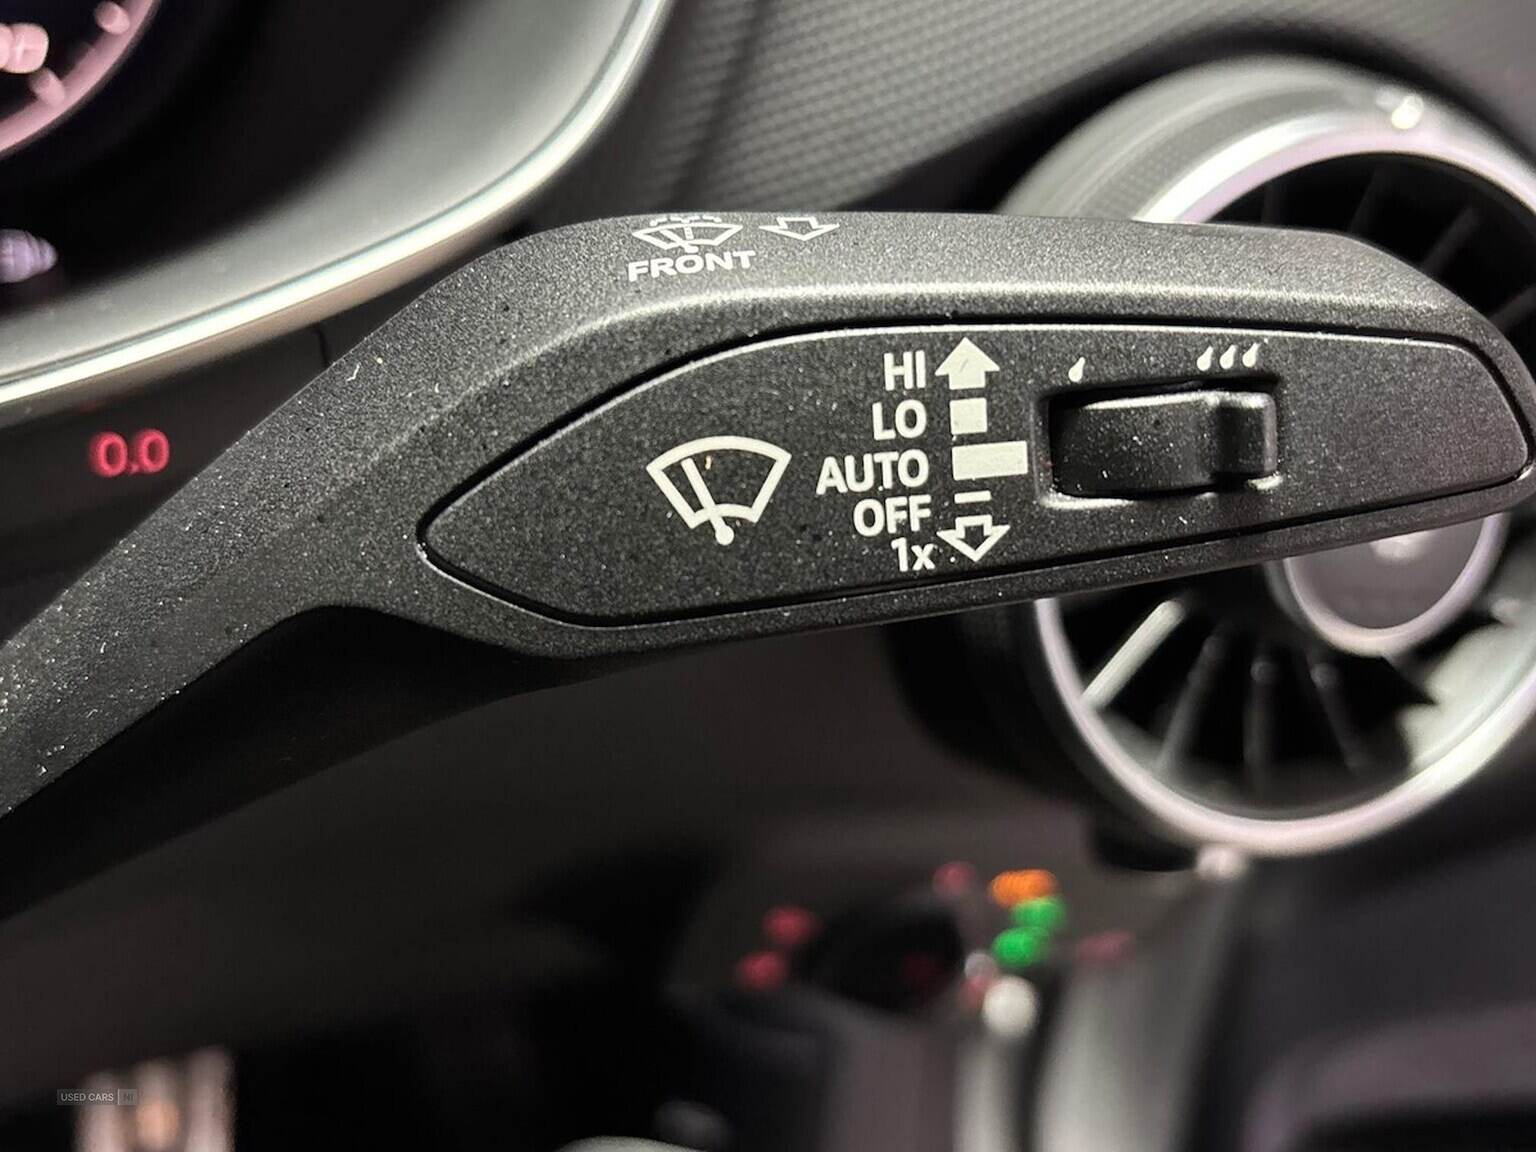 FRONT
HI
LO
AUTO
OFF
1x
0.0
USED CARS NI